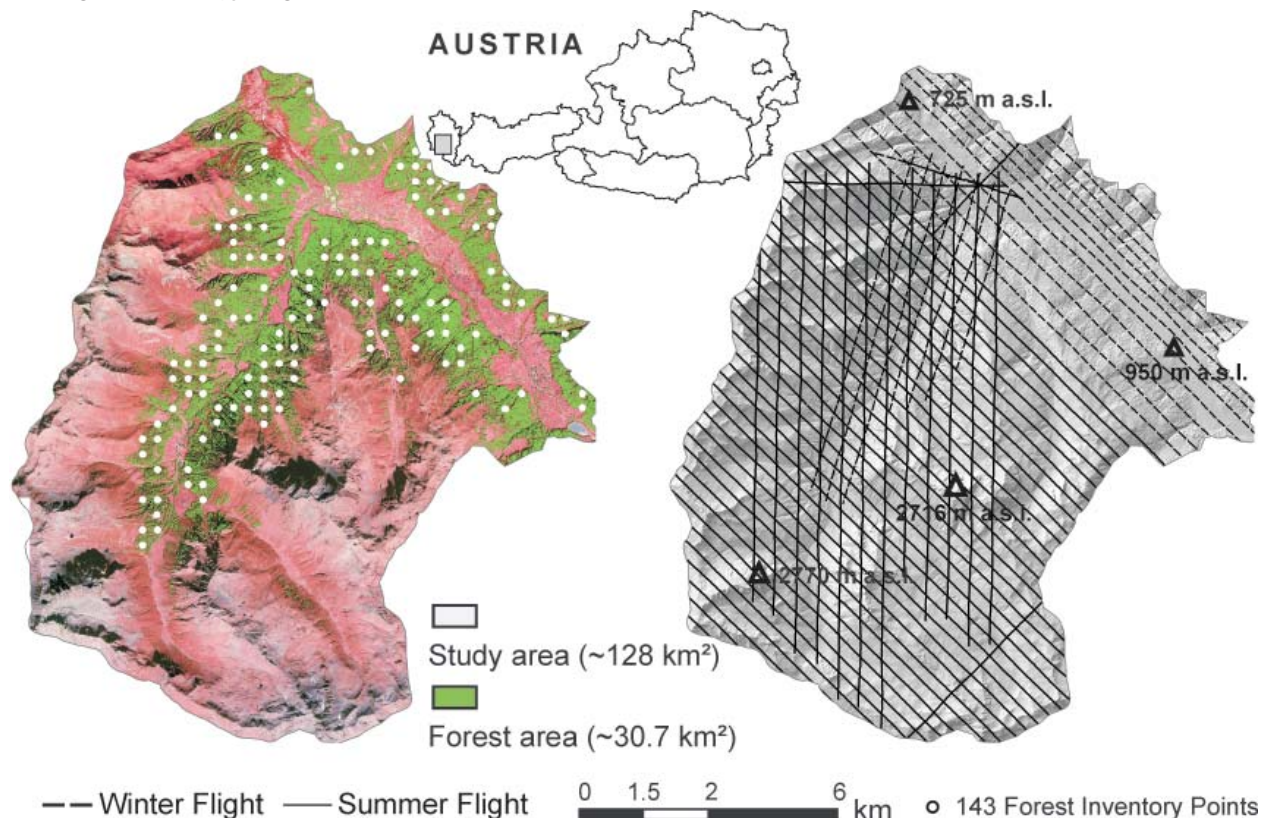 AUSTRIA
725 m a.s.l.
950 m a.s.l.
2716 m a.s.l.
2770 m a.s.l.
Study area (~128 km²)
Forest area (~30.7 km²)
Winter Flight
Summer Flight
0 1.5 2 6
km
143 Forest Inventory Points